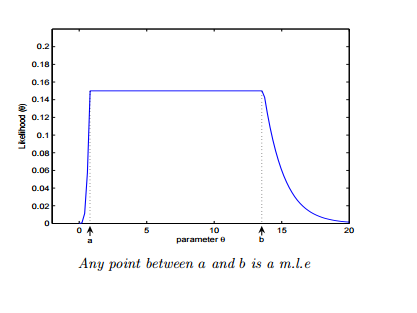 0.2
0.18
0.16
0.14
0.12
0.1
0.08
0.06
0.04
0.02
0
Likelihood (θ)
0 5 10 15 20
a b
parameter θ
Any point between a and b is a m.l.e